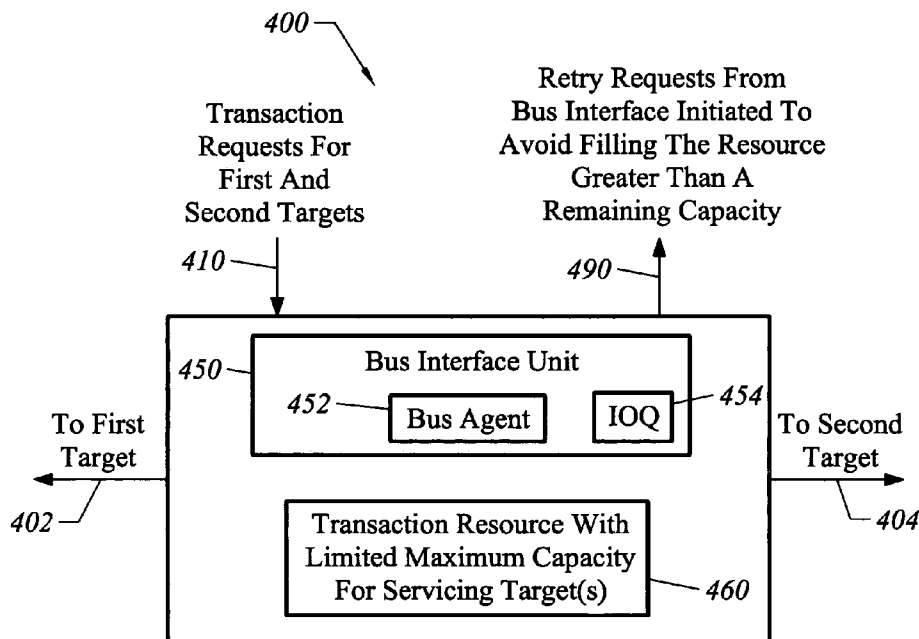 400
Transaction
Requests For
First And
Second Targets
410
Retry Requests From
Bus Interface Initiated To
Avoid Filling The Resource
Greater Than A
Remaining Capacity
490
450
Bus Interface Unit
452
Bus Agent
IOQ
454
To First
Target
402
To Second
Target
404
Transaction Resource With
Limited Maximum Capacity
For Servicing Target(s)
460